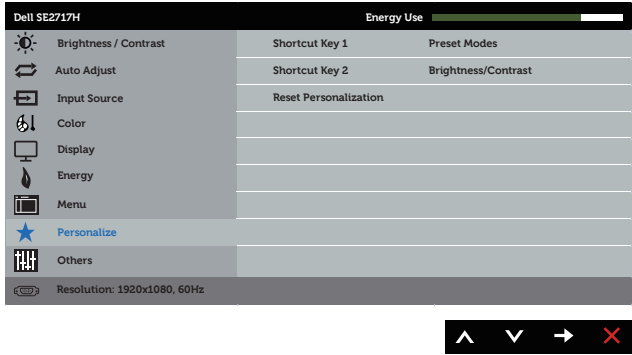 Dell SE2717H Energy Use
Brightness / Contrast Shortcut Key 1 Preset Modes
Auto Adjust Shortcut Key 2 Brightness/Contrast
Input Source Reset Personalization
Color
Display
Energy
Menu
Personalize
Others
Resolution: 1920x1080, 60Hz